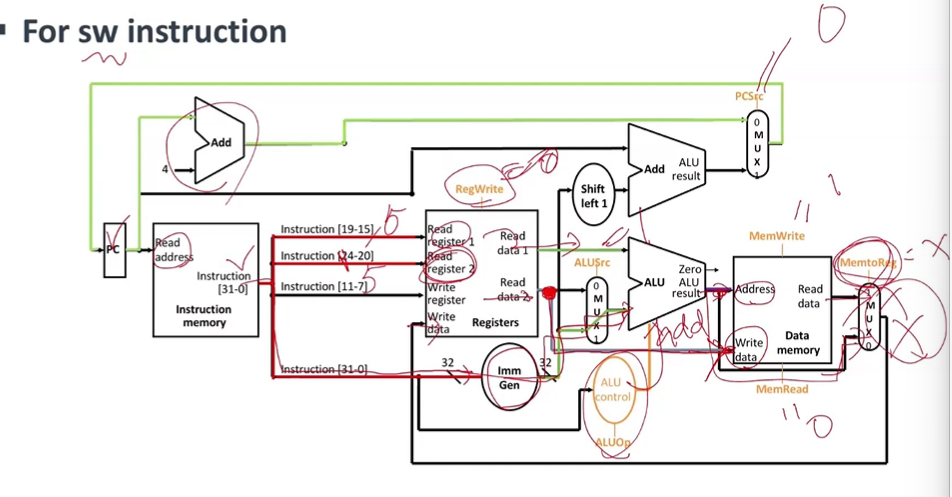 ▪ For sw instruction
sw
0
PCSrc
0
M
U
X
1
Add
4
Add
ALU
result
0
RegWrite
Shift
left 1
PC
Read
address
Instruction
[31-0]
Instruction
memory
Instruction [19-15]
5
Instruction [24-20]
Instruction [11-7]
5
Instruction [31-0]
Read
register 1
Read
register 2
Write
register
Write
data
Read
data 1
Read
data 2
Registers
ALUSrc
0
M
U
X
1
Zero
ALU
ALU
result
add
MemWrite
1
Address
Read
data
Write
data
Data
memory
MemRead
0
MemtoReg
= X
1
M
U
X
0
X
32
Imm
Gen
32
ALU
control
ALUOp